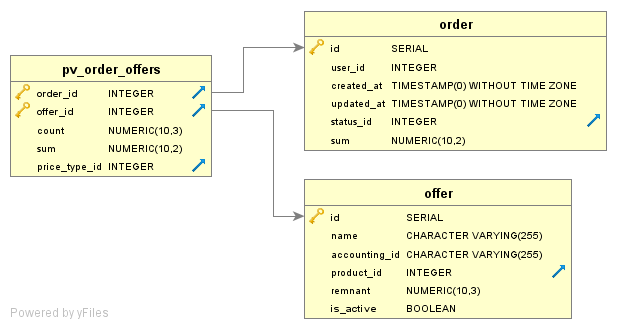 order
id SERIAL
user_id INTEGER
created_at TIMESTAMP(0) WITHOUT TIME ZONE
updated_at TIMESTAMP(0) WITHOUT TIME ZONE
status_id INTEGER
sum NUMERIC(10,2)
pv_order_offers
order_id INTEGER
offer_id INTEGER
count NUMERIC(10,3)
sum NUMERIC(10,2)
price_type_id INTEGER
offer
id SERIAL
name CHARACTER VARYING(255)
accounting_id CHARACTER VARYING(255)
product_id INTEGER
remnant NUMERIC(10,3)
is_active BOOLEAN
Powered by yFiles